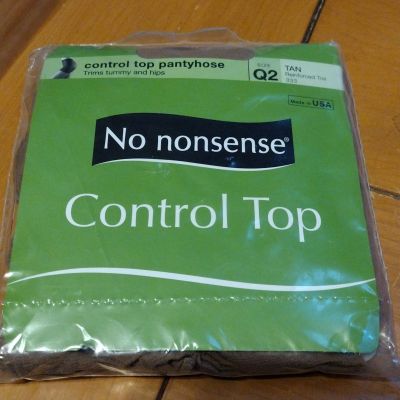 control top pantyhose
Trims tummy and hips
SIZE
Q2
TAN
Reinforced Toe
333
Made in USA
No nonsense®
Control Top